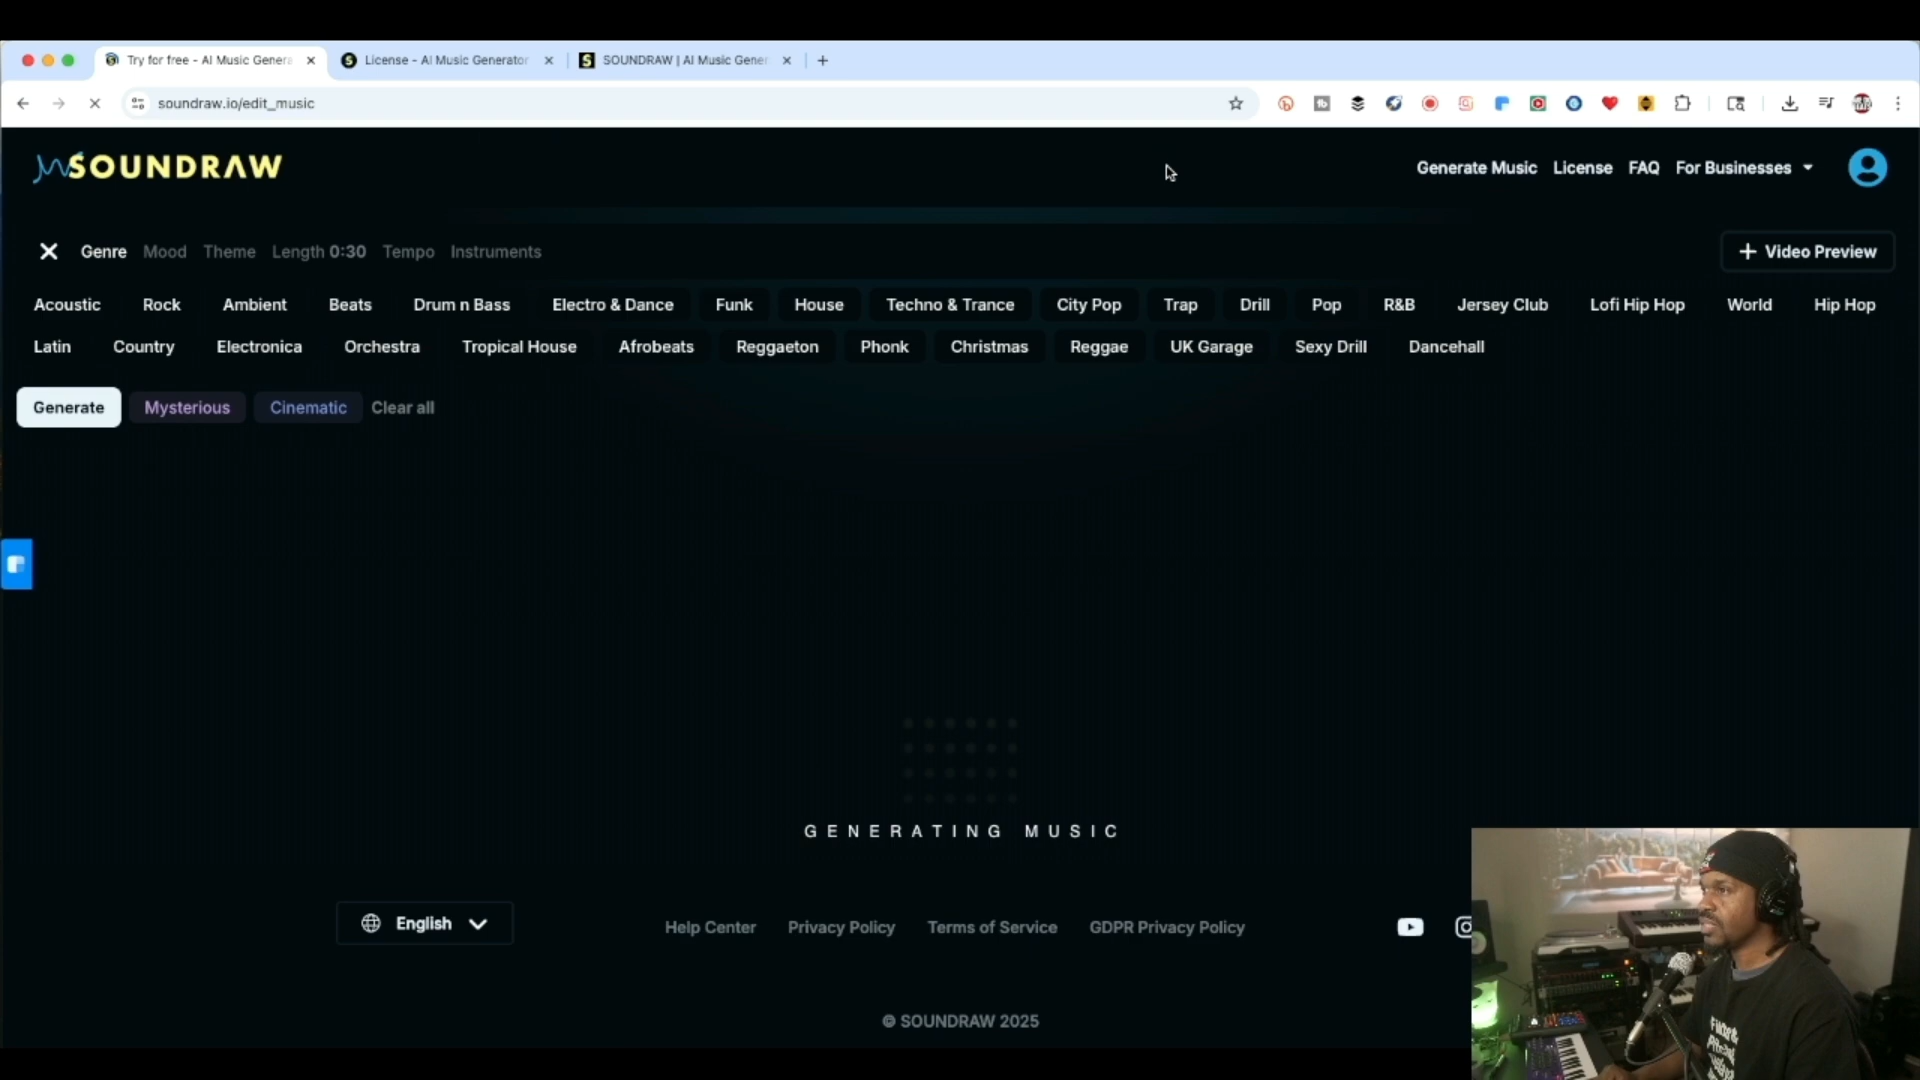 Try for free - AI Music Genera
License - AI Music Generator
SOUNDRAW | AI Music Gener
soundraw.io/edit_music
SOUNDRAW
Generate Music License FAQ For Businesses
Genre Mood Theme Length 0:30 Tempo Instruments
+ Video Preview
Acoustic Rock Ambient Beats Drum n Bass Electro & Dance Funk House Techno & Trance City Pop Trap Drill Pop R&B Jersey Club Lofi Hip Hop World Hip Hop
Latin Country Electronica Orchestra Tropical House Afrobeats Reggaeton Phonk Christmas Reggae UK Garage Sexy Drill Dancehall
Generate Mysterious Cinematic Clear all
GENERATING MUSIC
English
Help Center Privacy Policy Terms of Service GDPR Privacy Policy
© SOUNDRAW 2025